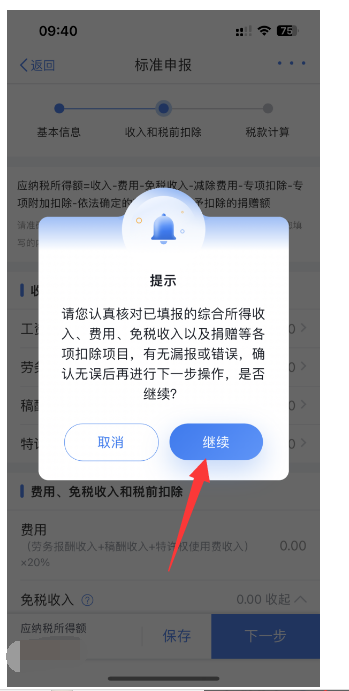 09:40
75
返回
标准申报
基本信息
收入和税前扣除
税款计算
应纳税所得额=收入-费用-免税收入-减除费用-专项扣除-专
项附加扣除-依法确定的
予扣除的捐赠额
提示
请您认真核对已填报的综合所得收
入、费用、免税收入以及捐赠等各
项扣除项目，有无漏报或错误，确
认无误后再进行下一步操作，是否
继续？
取消
继续
费用、免税收入和税前扣除
费用
（劳务报酬收入+稿酬收入+特许权使用费收入）
×20%
0.00
免税收入
0.00 收起
应纳税所得额
保存
下一步